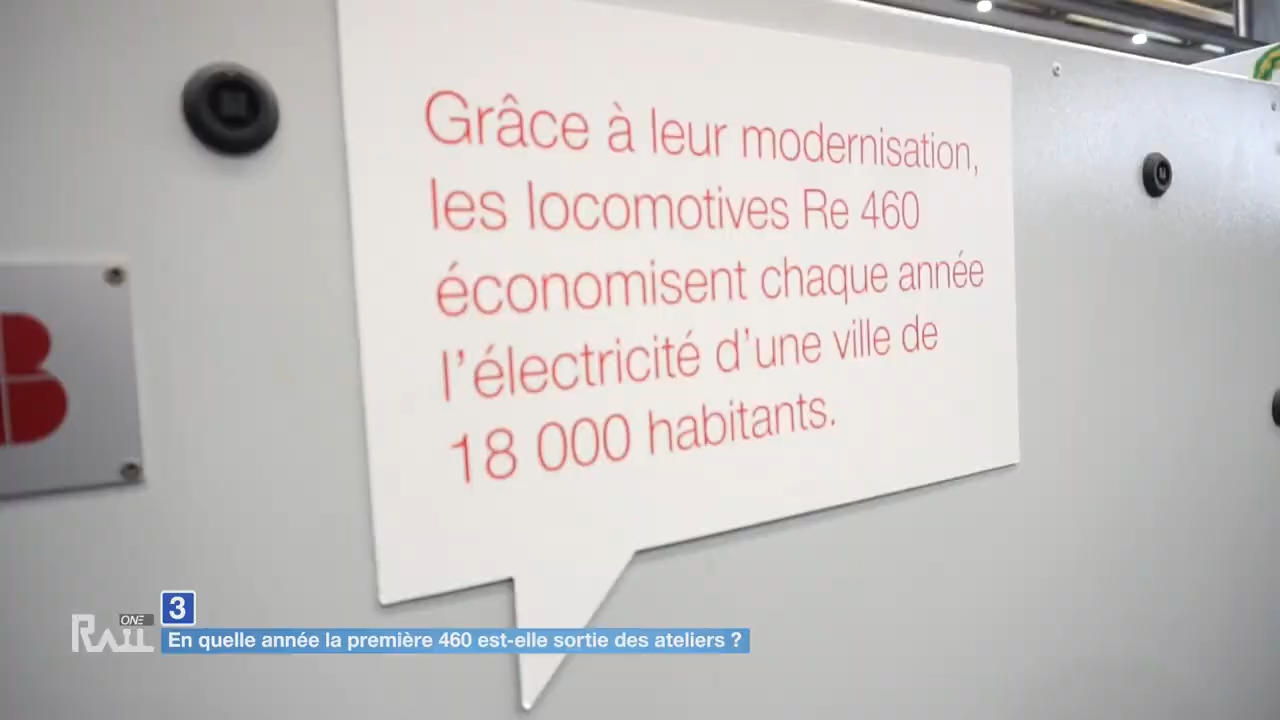 Grâce à leur modernisation,
les locomotives Re 460
économisent chaque année
l’électricité d’une ville de
18 000 habitants.
B
3
RAIL ONE
En quelle année la première 460 est-elle sortie des ateliers ?